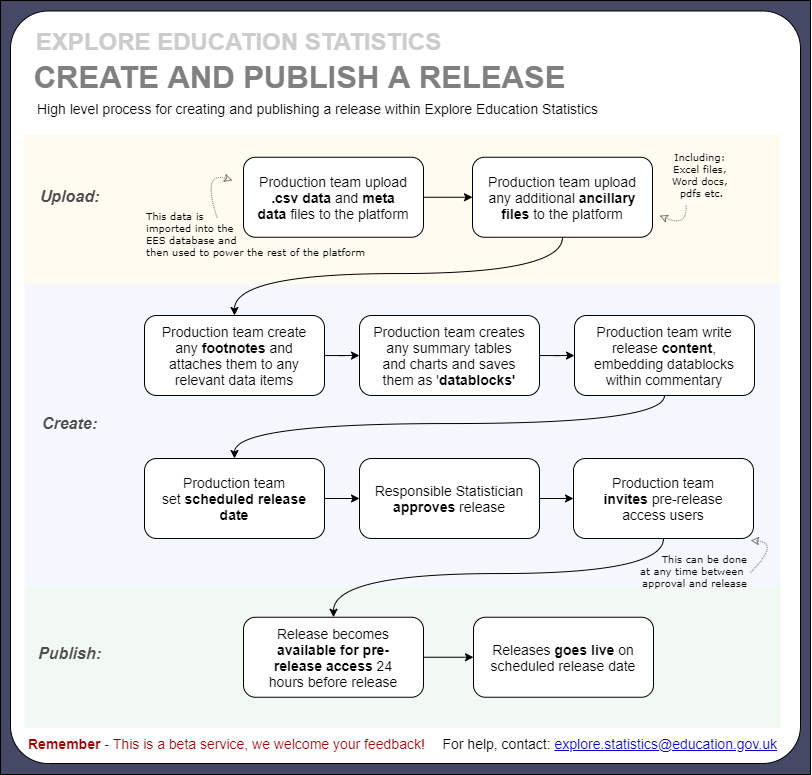 EXPLORE EDUCATION STATISTICS
CREATE AND PUBLISH A RELEASE
High level process for creating and publishing a release within Explore Education Statistics
Upload:
This data is
imported into the
EES database and
then used to power the rest of the platform
Production team upload
.csv data and meta
data files to the platform
Production team upload
any additional ancillary
files to the platform
Including:
Excel files,
Word docs,
pdfs etc.
Create:
Production team create
any footnotes and
attaches them to any
relevant data items
Production team creates
any summary tables
and charts and saves
them as 'datablocks'
Production team write
release content,
embedding datablocks
within commentary
Production team
set scheduled release
date
Responsible Statistician
approves release
Production team
invites pre-release
access users
This can be done
at any time between
approval and release
Publish:
Release becomes
available for pre-
release access 24
hours before release
Releases goes live on
scheduled release date
Remember - This is a beta service, we welcome your feedback! For help, contact: explore.statistics@education.gov.uk